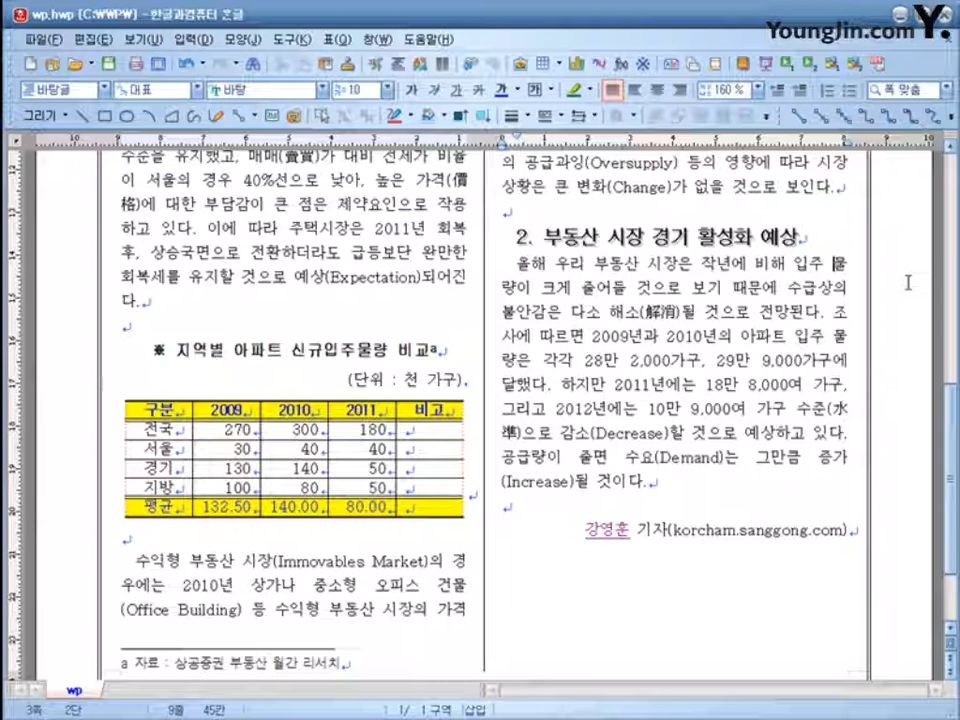 wp.hwp [C:\WWPW] - 한글과컴퓨터 한글
YoungJin.com Y.
파일(F) 편집(E) 보기(U) 입력(D) 모양(J) 도구(K) 표(Q) 창(W) 도움말(H)
바탕글 대표 바탕 10 160 % 폭 맞춤
그리기
10 9 8 7 6 5 4 3 2 1 0 1 2 3 4 5 6 7 8 9 10
수준을 유지했고, 매매(賣買)가 대비 전세가 비율
이 서울의 경우 40%선으로 낮아, 높은 가격(價
格)에 대한 부담감이 큰 점은 제약요인으로 작용
하고 있다. 이에 따라 주택시장은 2011년 회복
후, 상승국면으로 전환하더라도 급등보단 완만한
회복세를 유지할 것으로 예상(Expectation)되어진
다.
※ 지역별 아파트 신규입주물량 비교a
(단위 : 천 가구)
구분 2009 2010 2011 비고
전국 270 300 180
서울 30 40 40
경기 130 140 50
지방 100 80 50
평균 132.50 140.00 80.00
수익형 부동산 시장(Immovables Market)의 경
우에는 2010년 상가나 중소형 오피스 건물
(Office Building) 등 수익형 부동산 시장의 가격
a 자료 : 상공증권 부동산 월간 리서치
의 공급과잉(Oversupply) 등의 영향에 따라 시장
상황은 큰 변화(Change)가 없을 것으로 보인다.
2. 부동산 시장 경기 활성화 예상
올해 우리 부동산 시장은 작년에 비해 입주 물
량이 크게 줄어들 것으로 보기 때문에 수급상의
불안감은 다소 해소(解消)될 것으로 전망된다. 조
사에 따르면 2009년과 2010년의 아파트 입주 물
량은 각각 28만 2,000가구, 29만 9,000가구에
달했다. 하지만 2011년에는 18만 8,000여 가구,
그리고 2012년에는 10만 9,000여 가구 수준(水
準)으로 감소(Decrease)할 것으로 예상하고 있다.
공급량이 줄면 수요(Demand)는 그만큼 증가
(Increase)될 것이다.
강영훈 기자(korcham.sanggong.com)
wp
3쪽 2단 9줄 45칸 1 / 1 구역 삽입